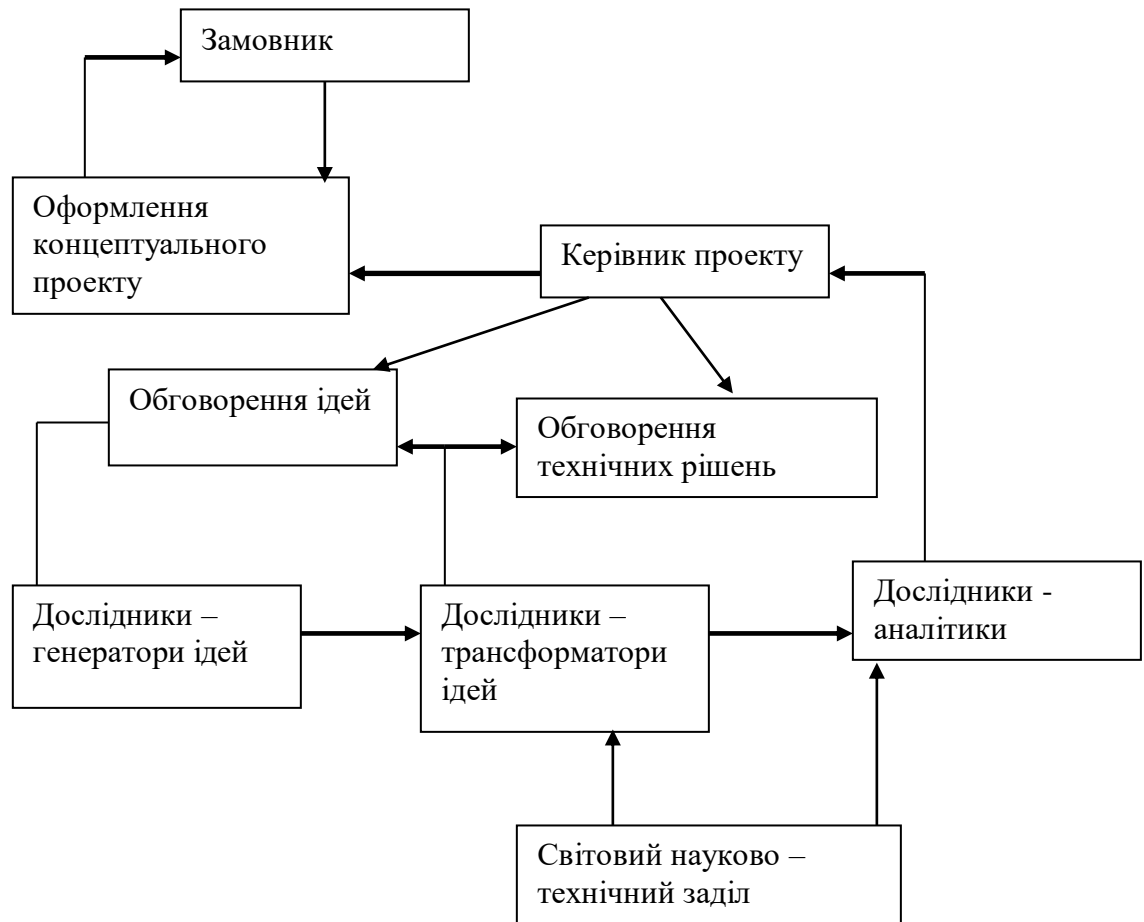 Замовник
Оформлення
концептуального
проекту
Керівник проекту
Обговорення ідей
Обговорення
технічних рішень
Дослідники –
генератори ідей
Дослідники –
трансформатори
ідей
Дослідники -
аналітики
Світовий науково –
технічний заділ